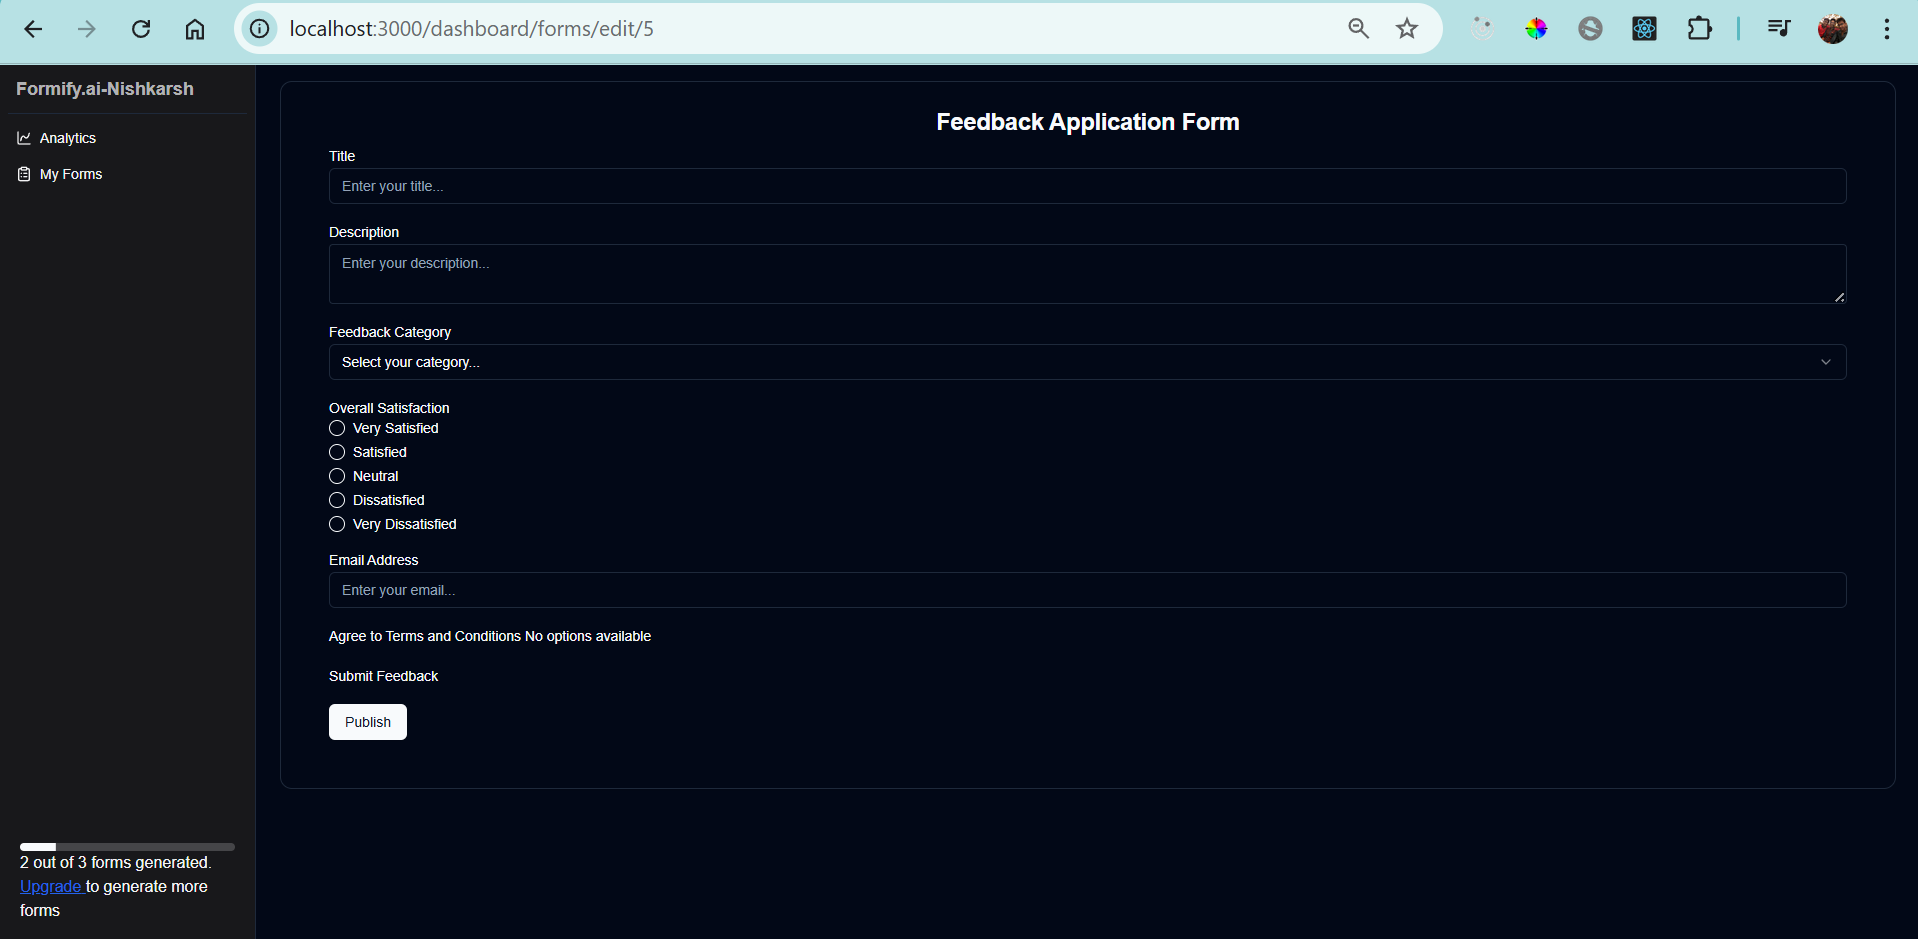 localhost:3000/dashboard/forms/edit/5
Formify.ai-Nishkarsh
Analytics
My Forms
Feedback Application Form
Title
Enter your title...
Description
Enter your description...
Feedback Category
Select your category...
Overall Satisfaction
Very Satisfied
Satisfied
Neutral
Dissatisfied
Very Dissatisfied
Email Address
Enter your email...
Agree to Terms and Conditions No options available
Submit Feedback
Publish
2 out of 3 forms generated.
Upgrade to generate more
forms